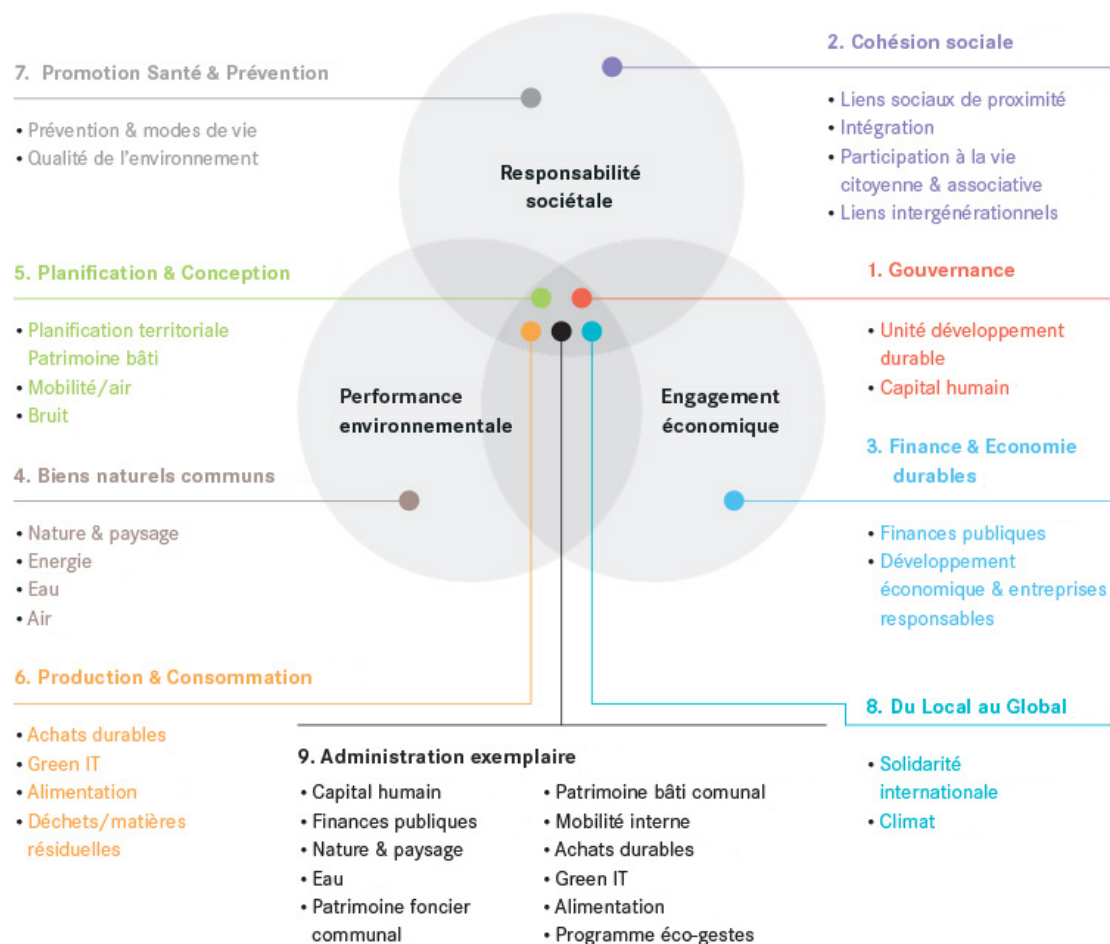 7. Promotion Santé & Prévention
• Prévention & modes de vie
• Qualité de l'environnement
2. Cohésion sociale
• Liens sociaux de proximité
• Intégration
• Participation à la vie
citoyenne & associative
• Liens intergénérationnels
Responsabilité
sociétale
5. Planification & Conception
• Planification territoriale
Patrimoine bâti
• Mobilité/air
• Bruit
1. Gouvernance
• Unité développement
durable
• Capital humain
Performance
environnementale
Engagement
économique
4. Biens naturels communs
• Nature & paysage
• Energie
• Eau
• Air
3. Finance & Economie
durables
• Finances publiques
• Développement
économique & entreprises
responsables
6. Production & Consommation
• Achats durables
• Green IT
• Alimentation
• Déchets/matières
résiduelles
9. Administration exemplaire
• Capital humain
• Finances publiques
• Nature & paysage
• Eau
• Patrimoine foncier
communal
• Patrimoine bâti comunal
• Mobilité interne
• Achats durables
• Green IT
• Alimentation
• Programme éco-gestes
8. Du Local au Global
• Solidarité
internationale
• Climat